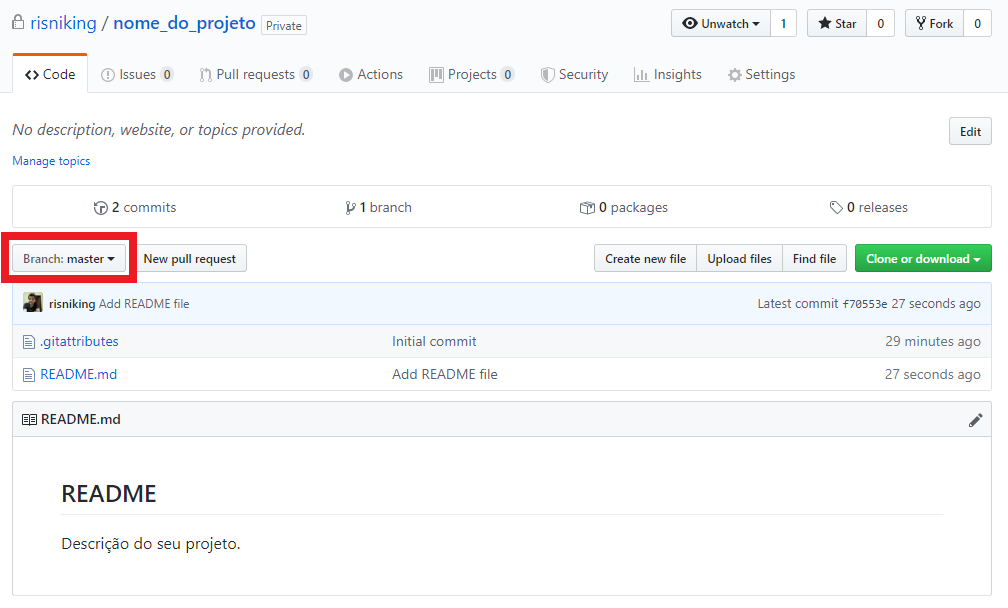 risniking / nome_do_projeto Private Unwatch 1 Star 0 Fork 0
Code Issues 0 Pull requests 0 Actions Projects 0 Security Insights Settings
No description, website, or topics provided. Edit
Manage topics
2 commits 1 branch 0 packages 0 releases
Branch: master New pull request Create new file Upload files Find file Clone or download
risniking Add README file Latest commit f70553e 27 seconds ago
.gitattributes Initial commit 29 minutes ago
README.md Add README file 27 seconds ago
README.md
README
Descrição do seu projeto.